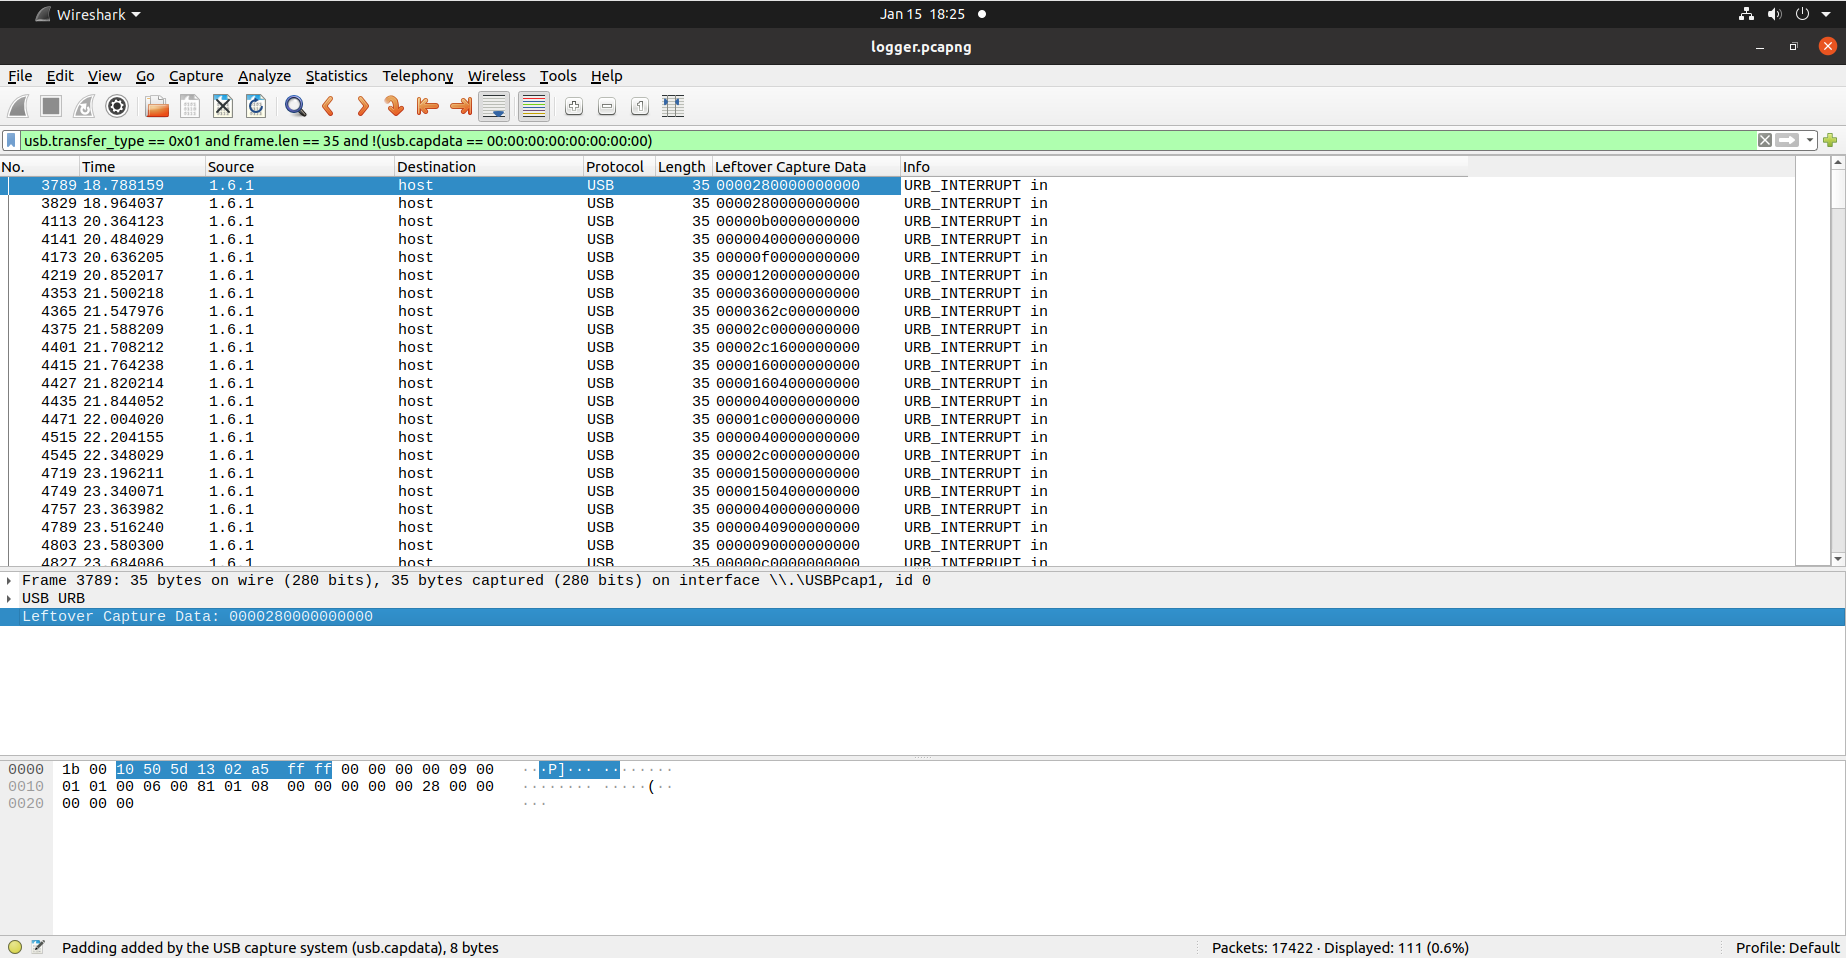 Wireshark
Jan 15 18:25
logger.pcapng
File Edit View Go Capture Analyze Statistics Telephony Wireless Tools Help
usb.transfer_type == 0x01 and frame.len == 35 and !(usb.capdata == 00:00:00:00:00:00:00:00)
No. Time Source Destination Protocol Length Leftover Capture Data Info
3789 18.788159 1.6.1 host USB 35 0000280000000000 URB_INTERRUPT in
3829 18.964037 1.6.1 host USB 35 0000280000000000 URB_INTERRUPT in
4113 20.364123 1.6.1 host USB 35 00000b0000000000 URB_INTERRUPT in
4141 20.484029 1.6.1 host USB 35 0000040000000000 URB_INTERRUPT in
4173 20.636205 1.6.1 host USB 35 00000f0000000000 URB_INTERRUPT in
4219 20.852017 1.6.1 host USB 35 0000120000000000 URB_INTERRUPT in
4353 21.500218 1.6.1 host USB 35 0000360000000000 URB_INTERRUPT in
4365 21.547976 1.6.1 host USB 35 0000362c00000000 URB_INTERRUPT in
4375 21.588209 1.6.1 host USB 35 00002c0000000000 URB_INTERRUPT in
4401 21.708212 1.6.1 host USB 35 00002c1600000000 URB_INTERRUPT in
4415 21.764238 1.6.1 host USB 35 0000160000000000 URB_INTERRUPT in
4427 21.820214 1.6.1 host USB 35 0000160400000000 URB_INTERRUPT in
4435 21.844052 1.6.1 host USB 35 0000040000000000 URB_INTERRUPT in
4471 22.004020 1.6.1 host USB 35 00001c0000000000 URB_INTERRUPT in
4515 22.204155 1.6.1 host USB 35 0000040000000000 URB_INTERRUPT in
4545 22.348029 1.6.1 host USB 35 00002c0000000000 URB_INTERRUPT in
4719 23.196211 1.6.1 host USB 35 0000150000000000 URB_INTERRUPT in
4749 23.340071 1.6.1 host USB 35 0000150400000000 URB_INTERRUPT in
4757 23.363982 1.6.1 host USB 35 0000040000000000 URB_INTERRUPT in
4789 23.516240 1.6.1 host USB 35 0000040900000000 URB_INTERRUPT in
4803 23.580300 1.6.1 host USB 35 0000090000000000 URB_INTERRUPT in
4827 23.684086 1.6.1 host USB 35 00000c0000000000 URB_INTERRUPT in
Frame 3789: 35 bytes on wire (280 bits), 35 bytes captured (280 bits) on interface \\.\USBPcap1, id 0
USB URB
Leftover Capture Data: 0000280000000000
0000 1b 00 10 50 5d 13 02 a5 ff ff 00 00 00 00 09 00 ···P]··· ········
0010 01 01 00 06 00 81 01 08 00 00 00 00 00 28 00 00 ········ ·····(··
0020 00 00 00 ···
Padding added by the USB capture system (usb.capdata), 8 bytes
Packets: 17422 · Displayed: 111 (0.6%)
Profile: Default